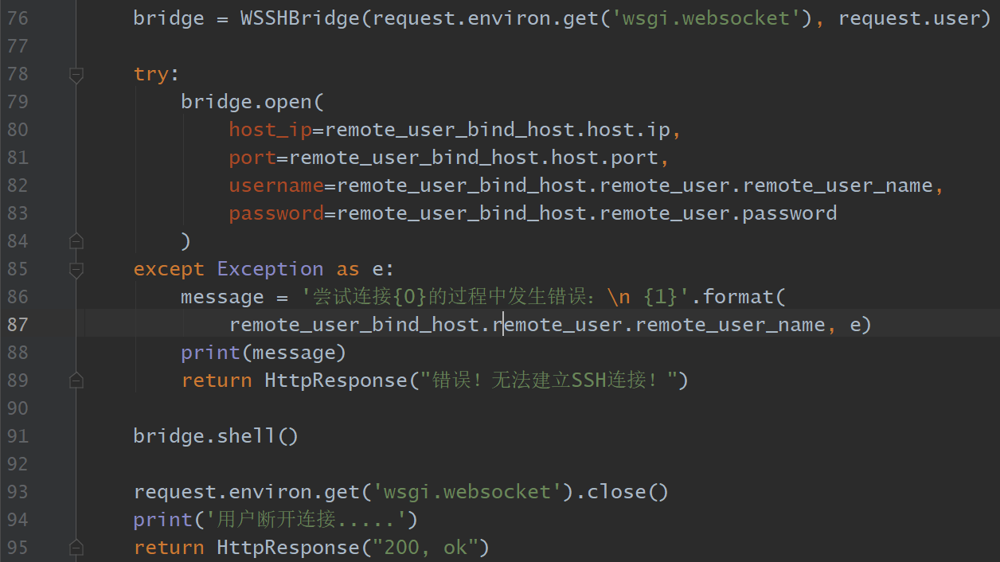 76 bridge = WSSHBridge(request.environ.get('wsgi.websocket'), request.user)
77
78 try:
79 bridge.open(
80 host_ip=remote_user_bind_host.host.ip,
81 port=remote_user_bind_host.host.port,
82 username=remote_user_bind_host.remote_user.remote_user_name,
83 password=remote_user_bind_host.remote_user.password
84 )
85 except Exception as e:
86 message = '尝试连接{0}的过程中发生错误：\n {1}'.format(
87 remote_user_bind_host.remote_user.remote_user_name, e)
88 print(message)
89 return HttpResponse("错误！无法建立SSH连接！")
90
91 bridge.shell()
92
93 request.environ.get('wsgi.websocket').close()
94 print('用户断开连接.....')
95 return HttpResponse("200, ok")